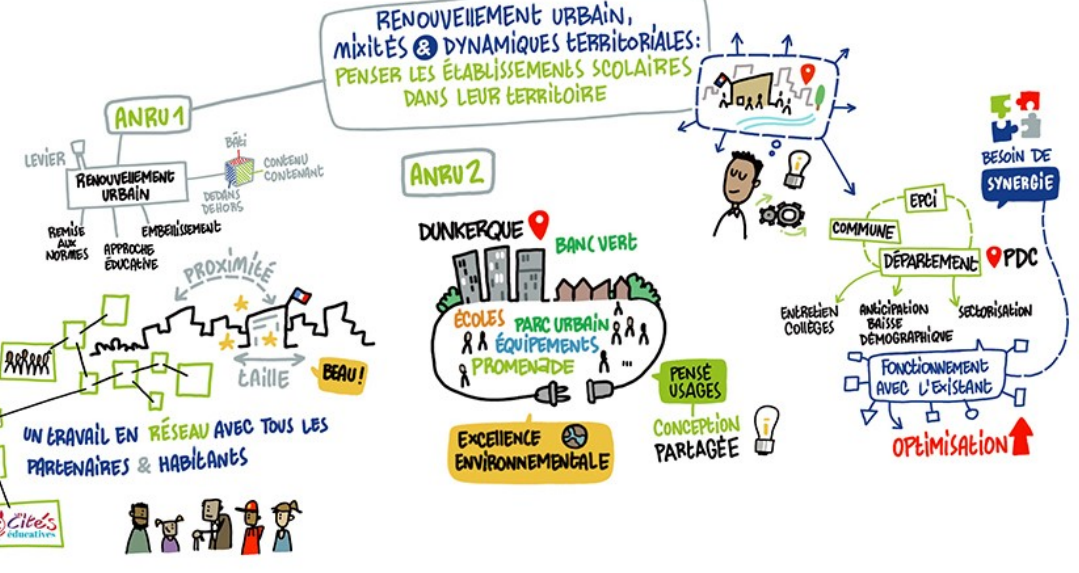 RENOUVELLEMENT URBAIN,
MIXITÉS & DYNAMIQUES TERRITORIALES:
PENSER LES ÉTABLISSEMENTS SCOLAIRES
DANS LEUR TERRITOIRE
ANRU 1
LEVIER
RENOUVELLEMENT
URBAIN
BÂTI
CONTENU
CONTENANT
DEDANS
DEHORS
REMISE
AUX
NORMES
APPROCHE
ÉDUCATIVE
EMBELLISSEMENT
PROXIMITÉ
TAILLE
BEAU !
UN TRAVAIL EN RÉSEAU AVEC TOUS LES
PARTENAIRES & HABITANTS
Cités
éducatives
ANRU 2
DUNKERQUE
BANC VERT
ÉCOLES
PARC URBAIN
ÉQUIPEMENTS
PROMENADE
...
EXCELLENCE
ENVIRONNEMENTALE
PENSÉ
USAGES
CONCEPTION
PARTAGÉE
BESOIN DE
SYNERGIE
EPCI
COMMUNE
DÉPARTEMENT
PDC
ENTRETIEN
COLLÈGES
ANTICIPATION
BAISSE
DÉMOGRAPHIQUE
SECTORISATION
FONCTIONNEMENT
AVEC L'EXISTANT
OPTIMISATION